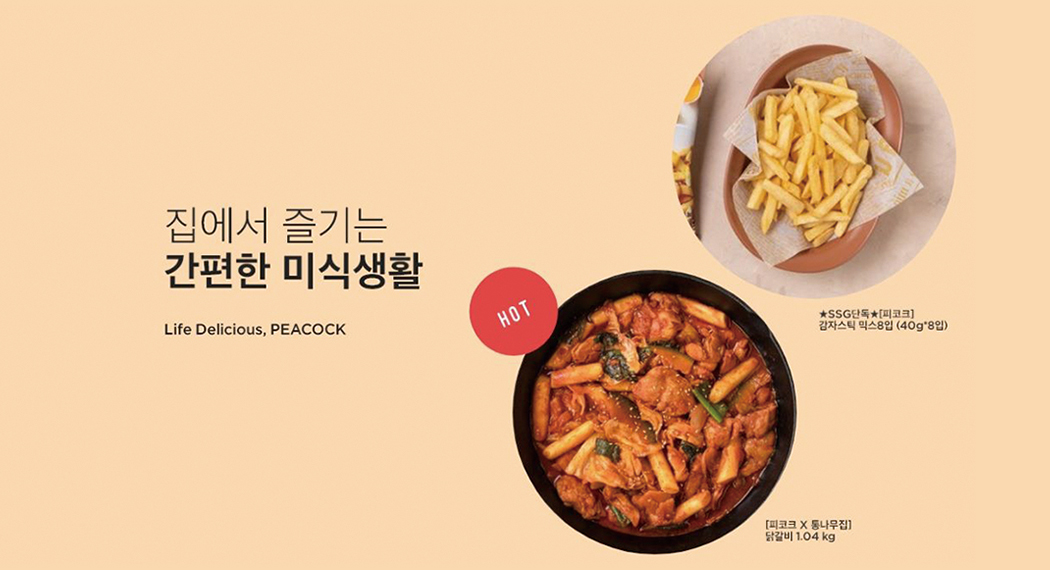 집에서 즐기는
간편한 미식생활
Life Delicious, PEACOCK
HOT
★SSG단독★[피코크]
감자스틱 믹스8입 (40g*8입)
[피코크 X 통나무집]
닭갈비 1.04 kg